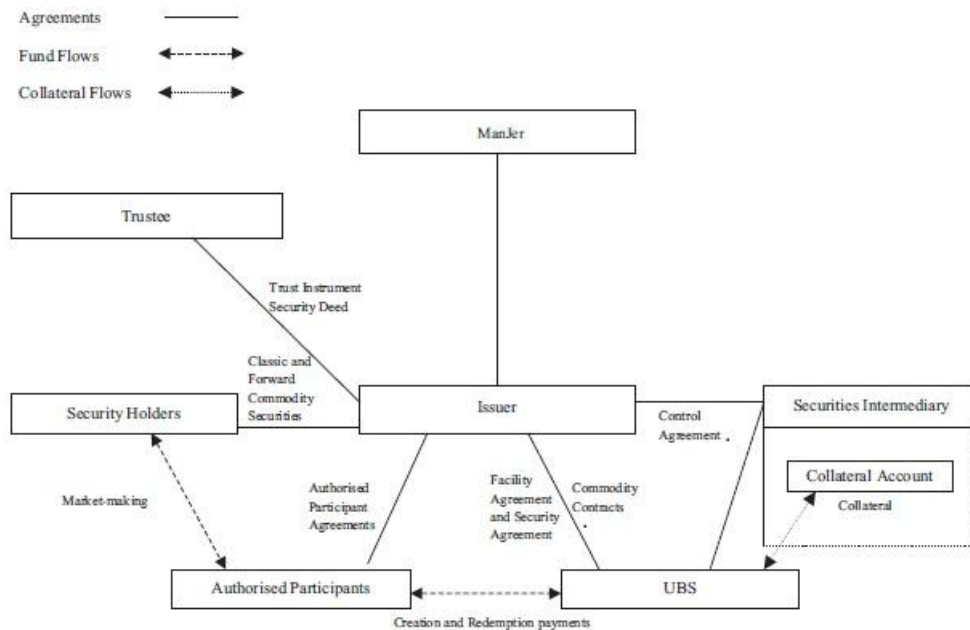 Agreements
Fund Flows
Collateral Flows
ManJer
Trustee
Trust Instrument
Security Deed
Classic and
Forward
Commodity
Securities
Security Holders
Issuer
Control
Agreement
Securities Intermediary
Collateral Account
Collateral
Market-making
Authorised
Participant
Agreements
Facility
Agreement
and Security
Agreement
Commodity
Contracts
Authorised Participants
UBS
Creation and Redemption payments